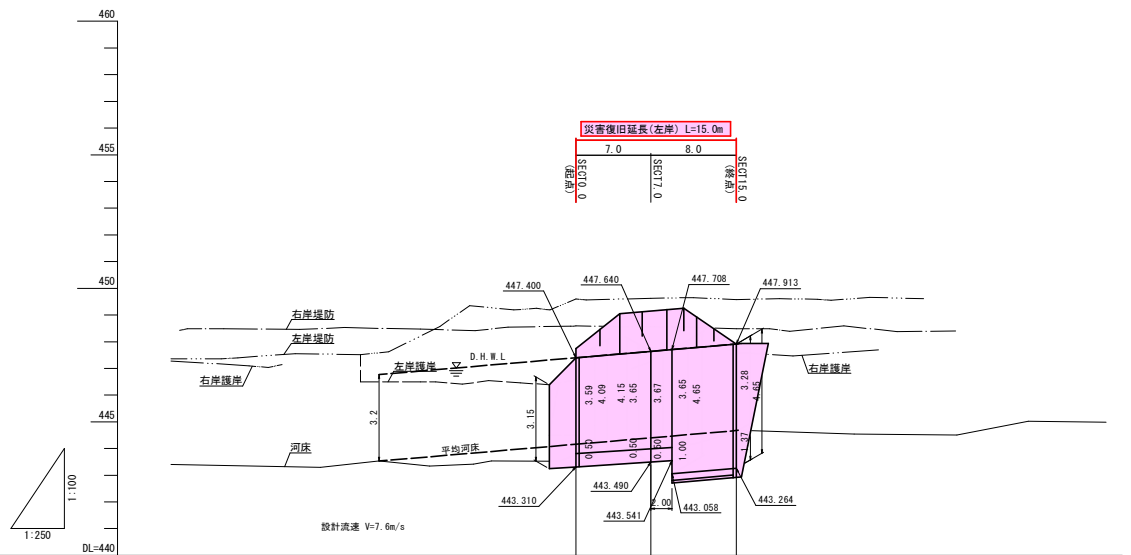 460
災害復旧延長(左岸) L=15.0m
455
7.0
8.0
SECT0.0
(起点)
SECT7.0
SECT15.0
(終点)
450
447.400
447.640
447.708
447.913
右岸堤防
左岸堤防
D.H.W.L
右岸護岸
左岸護岸
右岸護岸
3.2
3.15
3.59
4.09
4.15
3.65
3.67
3.65
4.65
3.28
4.65
445
河床
平均河床
0.50
0.50
0.50
1.00
1.37
443.310
443.490
2.00
443.541
443.058
443.264
1:100
1:250
設計流速 V=7.6m/s
DL=440